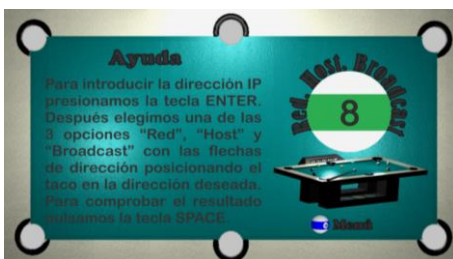 Ayuda
Para introducir la dirección IP
presionamos la tecla ENTER.
Después elegimos una de las
3 opciones "Red", "Host" y
"Broadcast" con las flechas
de dirección posicionando el
taco en la dirección deseada.
Para comprobar el resultado
pulsamos la tecla SPACE.
Red, Host, Broadcast
8
Menú